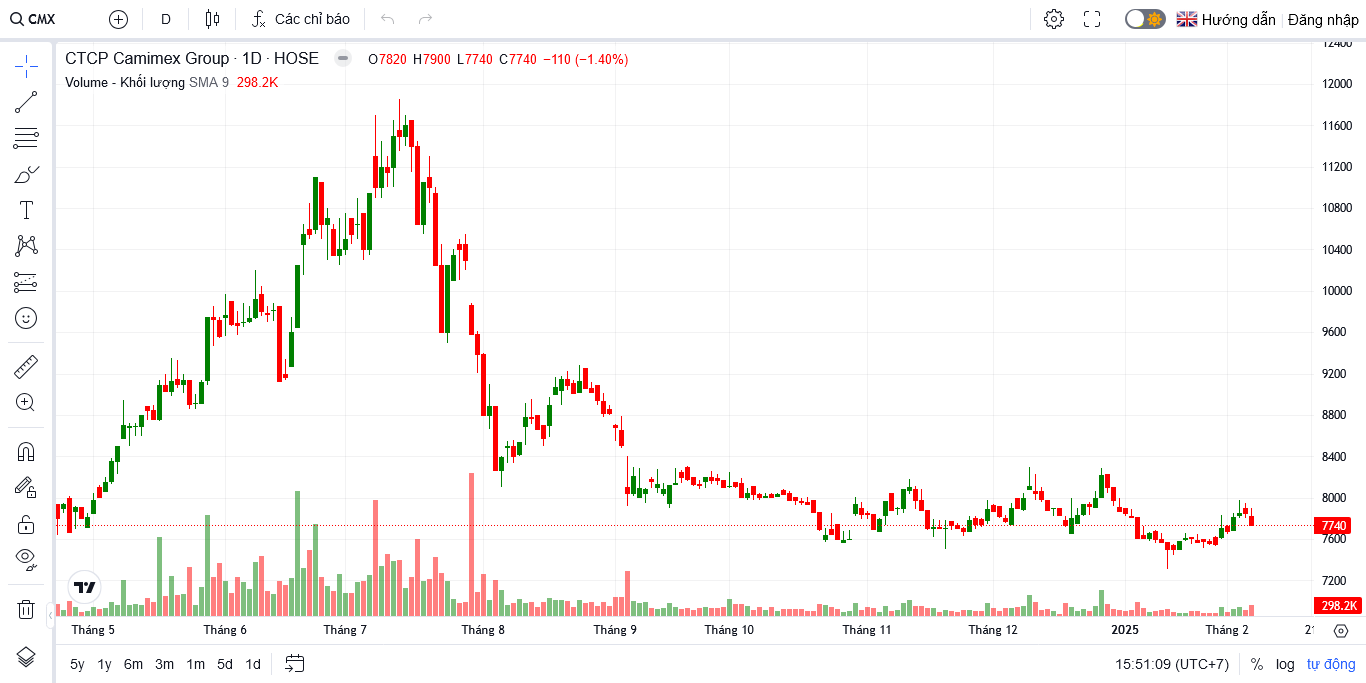 CMX D Các chỉ báo Hướng dẫn Đăng nhập
CTCP Camimex Group · 1D · HOSE O7820 H7900 L7740 C7740 −110 (−1.40%)
Volume - Khối lượng SMA 9 298.2K
12400
12000
11600
11200
10800
10400
10000
9600
9200
8800
8400
8000
7740
7600
7200
298.2K
Tháng 5 Tháng 6 Tháng 7 Tháng 8 Tháng 9 Tháng 10 Tháng 11 Tháng 12 2025 Tháng 2
5y 1y 6m 3m 1m 5d 1d 15:51:09 (UTC+7) % log tự động